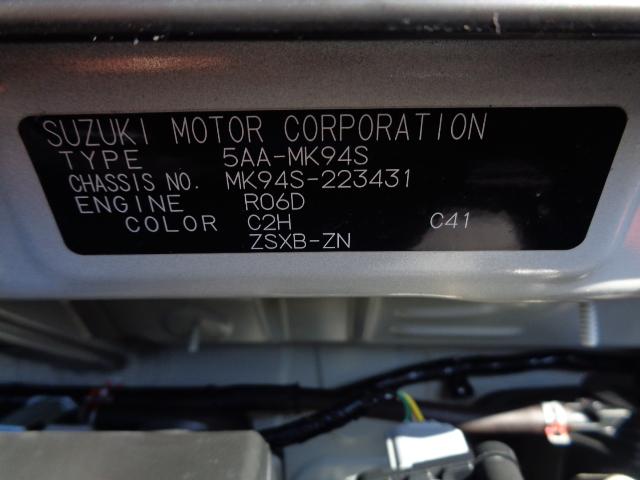 SUZUKI MOTOR CORPORATION
TYPE 5AA-MK94S
CHASSIS NO. MK94S-223431
ENGINE R06D
COLOR C2H C41
ZSXB-ZN